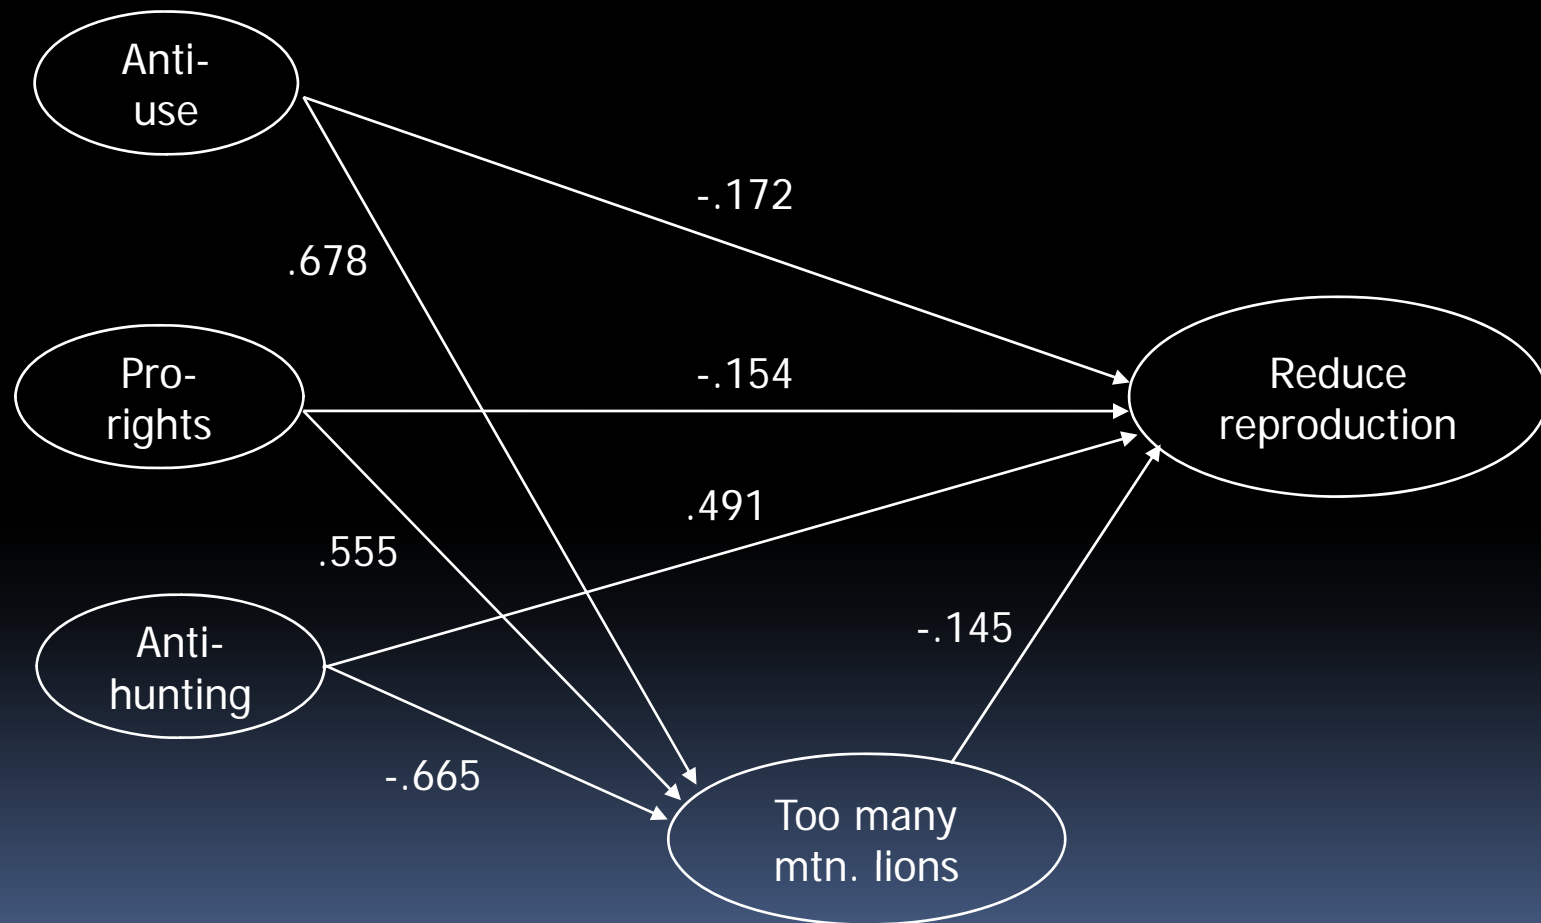 Anti-
use
-.172
.678
Pro-
rights
-.154
Reduce
reproduction
.491
.555
Anti-
hunting
-.145
-.665
Too many
mtn. lions